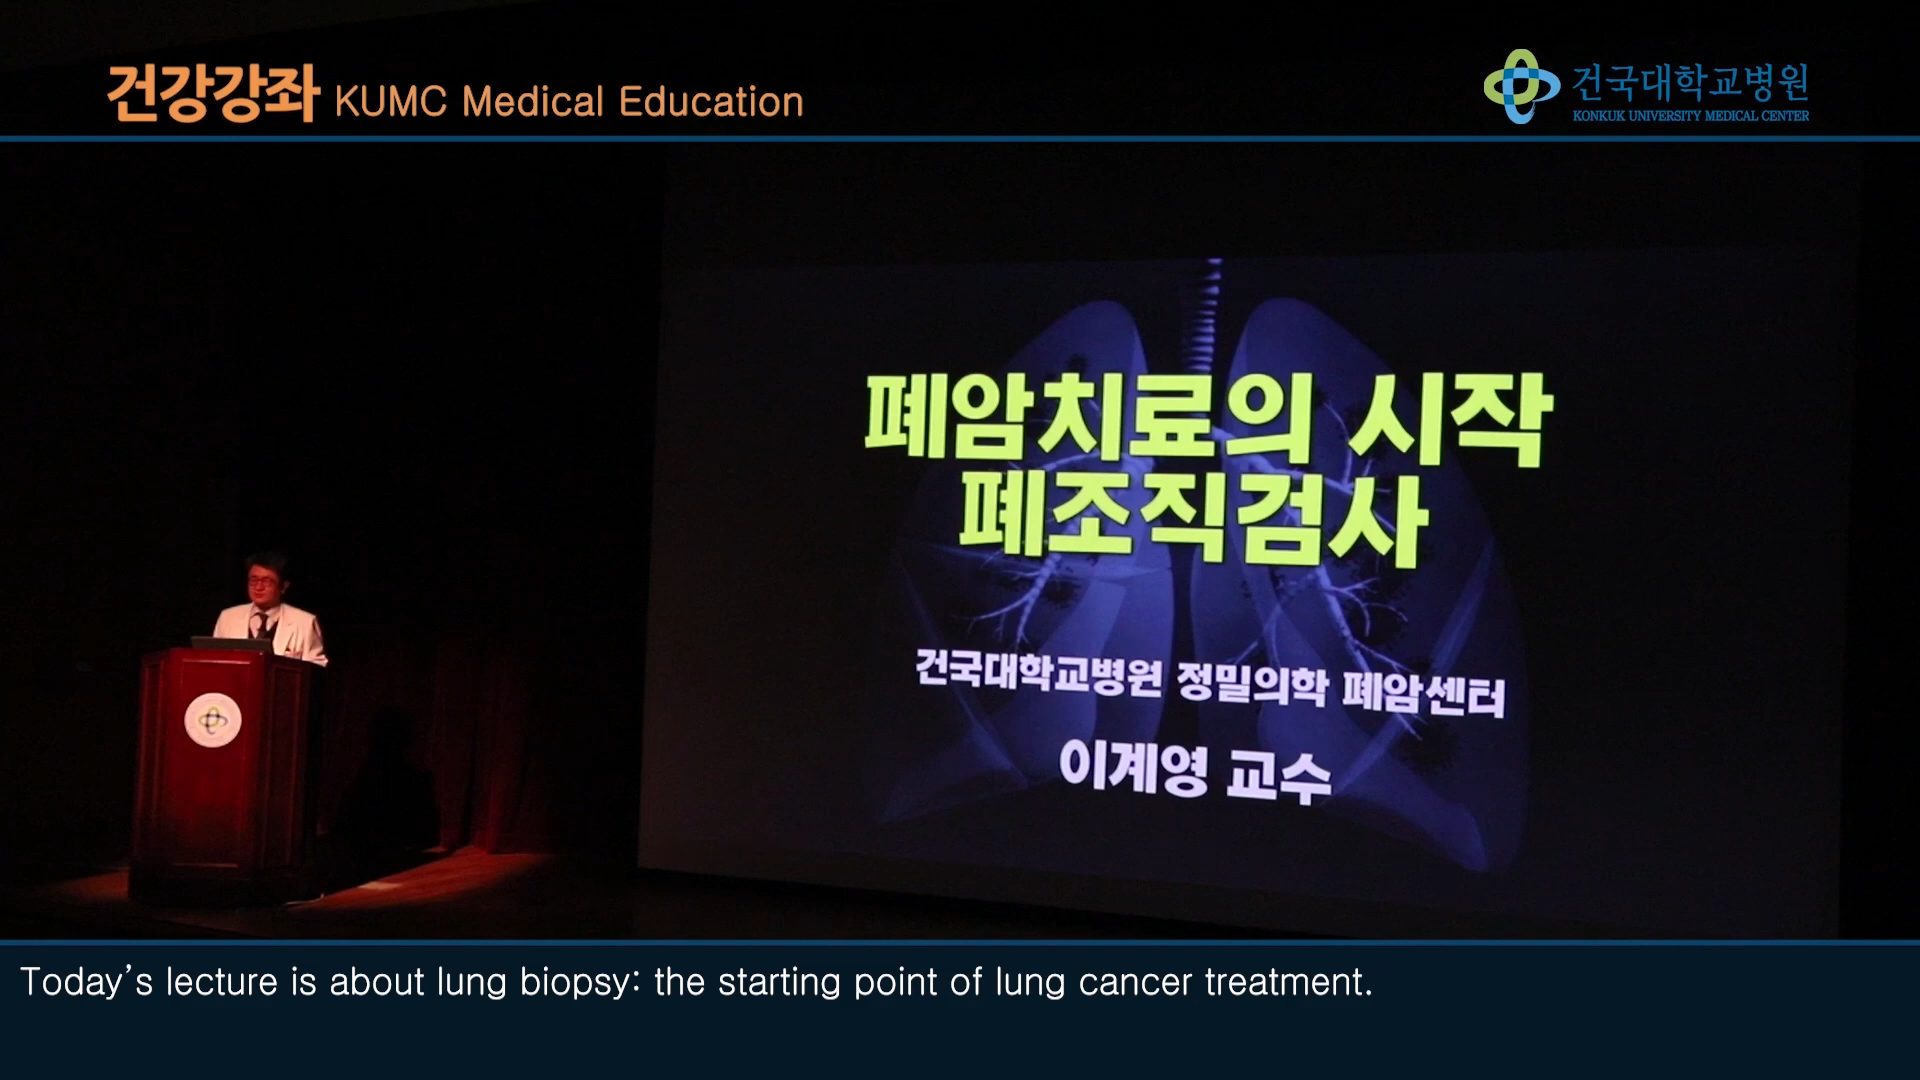 건강강좌 KUMC Medical Education
건국대학교병원
KONKUK UNIVERSITY MEDICAL CENTER
폐암치료의 시작
폐조직검사
건국대학교병원 정밀의학 폐암센터
이계영 교수
Today's lecture is about lung biopsy: the starting point of lung cancer treatment.